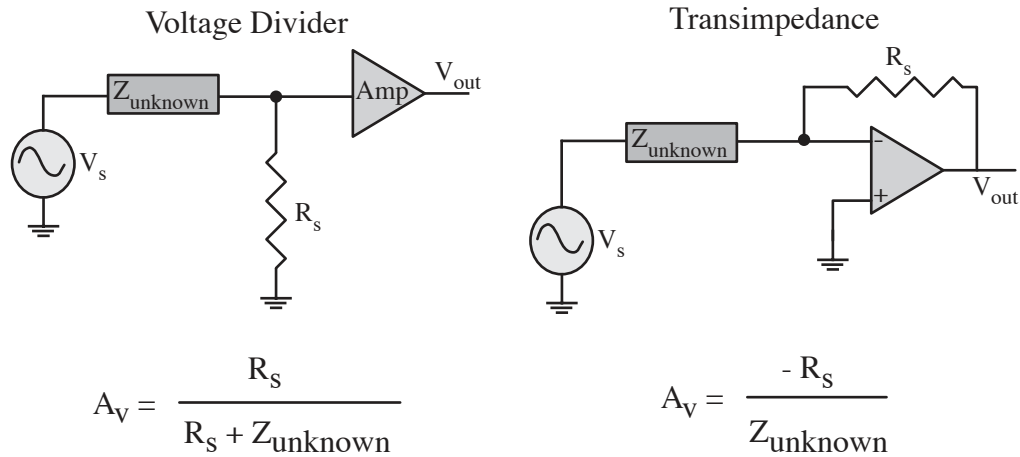 Voltage Divider
Z_unknown
Amp
V_out
V_s
R_s
A_v = R_s / (R_s + Z_unknown)
Transimpedance
R_s
Z_unknown
-
+
V_out
V_s
A_v = - R_s / Z_unknown